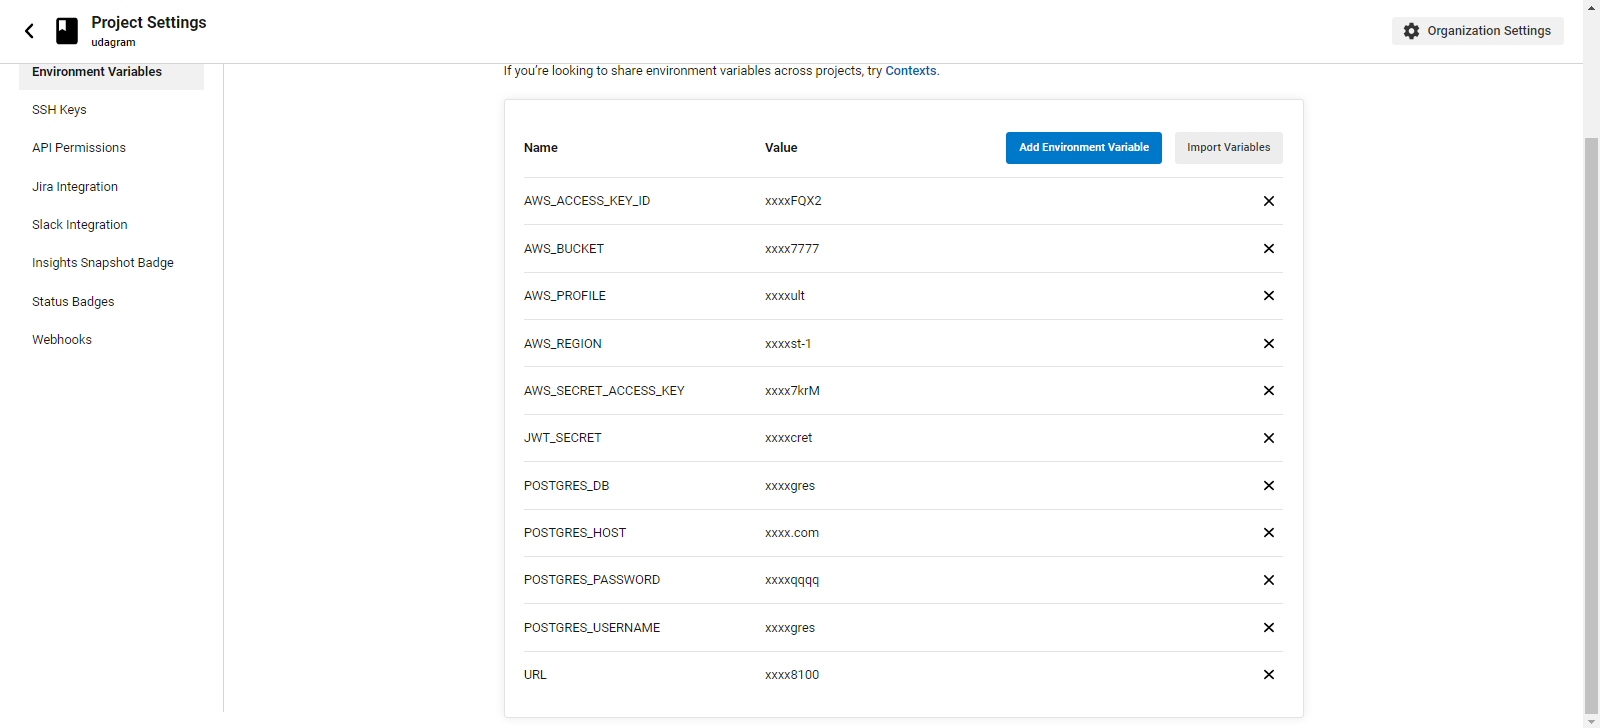 Project Settings
udagram
Organization Settings
Environment Variables
SSH Keys
API Permissions
Jira Integration
Slack Integration
Insights Snapshot Badge
Status Badges
Webhooks
If you're looking to share environment variables across projects, try Contexts.
Name Value Add Environment Variable Import Variables
AWS_ACCESS_KEY_ID xxxxFQX2
AWS_BUCKET xxxx7777
AWS_PROFILE xxxxult
AWS_REGION xxxxst-1
AWS_SECRET_ACCESS_KEY xxxx7krM
JWT_SECRET xxxxcret
POSTGRES_DB xxxxgres
POSTGRES_HOST xxxx.com
POSTGRES_PASSWORD xxxxqqqq
POSTGRES_USERNAME xxxxgres
URL xxxx8100